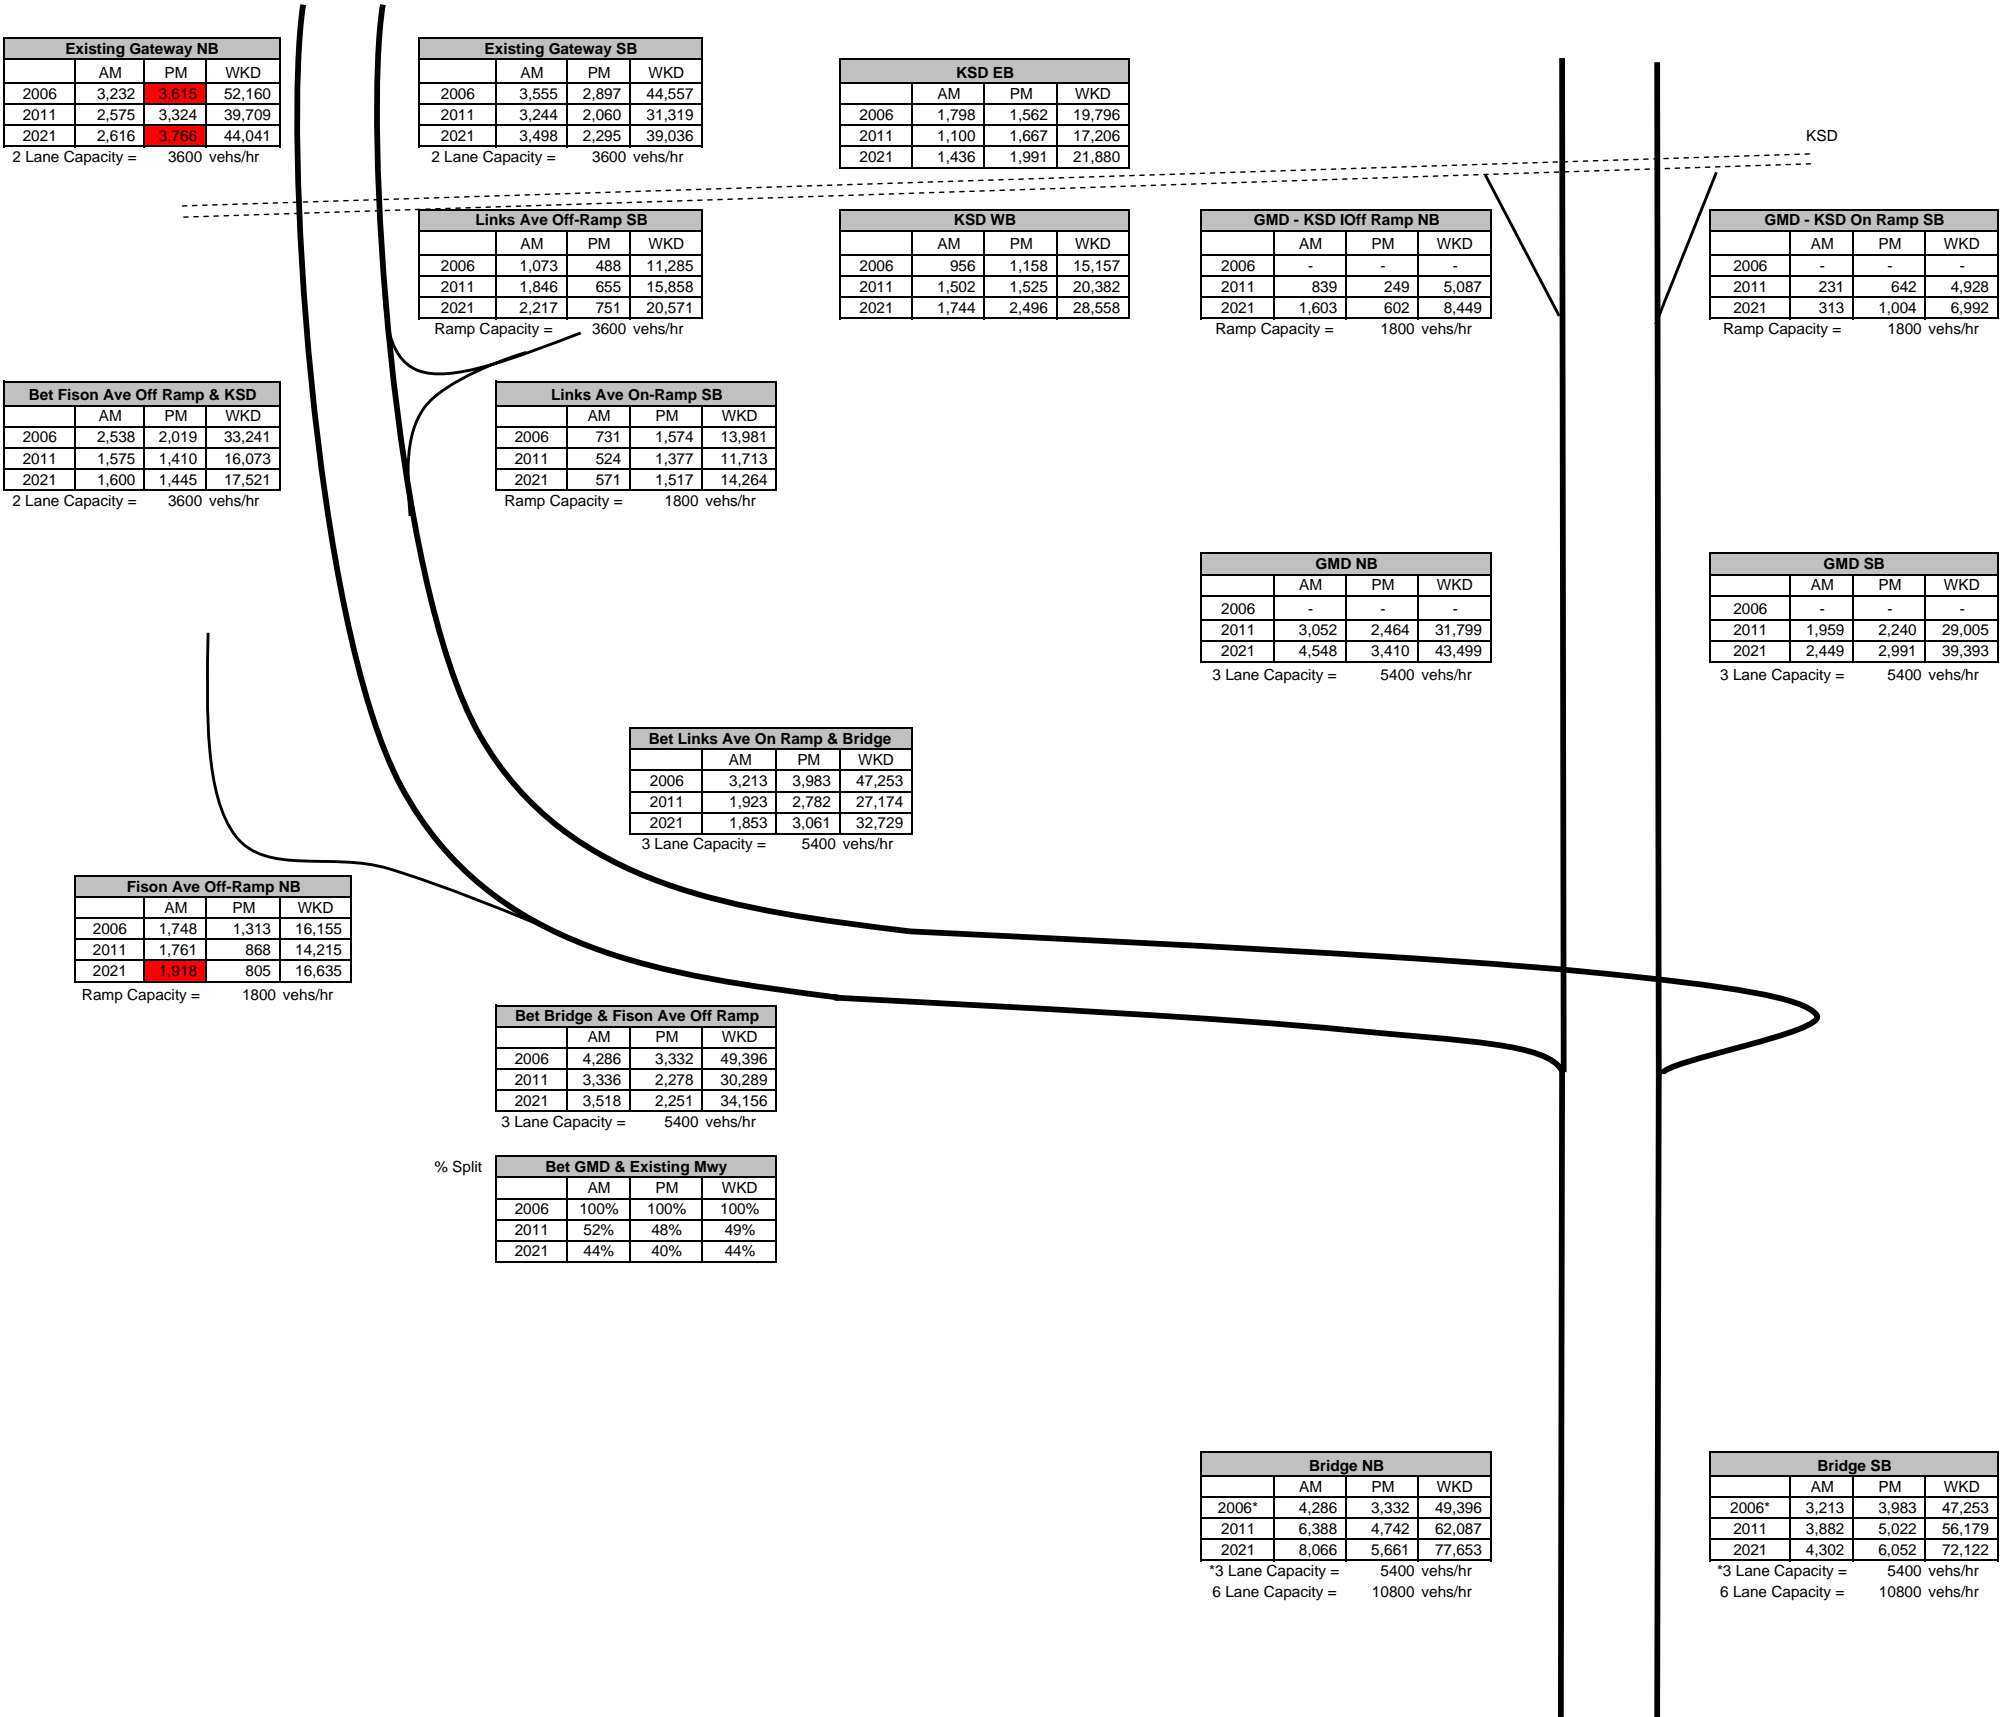 Existing Gateway NB
AM PM WKD
2006 3,232 3,615 52,160
2011 2,575 3,324 39,709
2021 2,616 3,766 44,041
2 Lane Capacity = 3600 vehs/hr
Existing Gateway SB
AM PM WKD
2006 3,555 2,897 44,557
2011 3,244 2,060 31,319
2021 3,498 2,295 39,036
2 Lane Capacity = 3600 vehs/hr
KSD EB
AM PM WKD
2006 1,798 1,562 19,796
2011 1,100 1,667 17,206
2021 1,436 1,991 21,880
KSD
Links Ave Off-Ramp SB
AM PM WKD
2006 1,073 488 11,285
2011 1,846 655 15,858
2021 2,217 751 20,571
Ramp Capacity = 3600 vehs/hr
KSD WB
AM PM WKD
2006 956 1,158 15,157
2011 1,502 1,525 20,382
2021 1,744 2,496 28,558
GMD - KSD IOff Ramp NB
AM PM WKD
2006 - - -
2011 839 249 5,087
2021 1,603 602 8,449
Ramp Capacity = 1800 vehs/hr
GMD - KSD On Ramp SB
AM PM WKD
2006 - - -
2011 231 642 4,928
2021 313 1,004 6,992
Ramp Capacity = 1800 vehs/hr
Bet Fison Ave Off Ramp & KSD
AM PM WKD
2006 2,538 2,019 33,241
2011 1,575 1,410 16,073
2021 1,600 1,445 17,521
2 Lane Capacity = 3600 vehs/hr
Links Ave On-Ramp SB
AM PM WKD
2006 731 1,574 13,981
2011 524 1,377 11,713
2021 571 1,517 14,264
Ramp Capacity = 1800 vehs/hr
GMD NB
AM PM WKD
2006 - - -
2011 3,052 2,464 31,799
2021 4,548 3,410 43,499
3 Lane Capacity = 5400 vehs/hr
GMD SB
AM PM WKD
2006 - - -
2011 1,959 2,240 29,005
2021 2,449 2,991 39,393
3 Lane Capacity = 5400 vehs/hr
Bet Links Ave On Ramp & Bridge
AM PM WKD
2006 3,213 3,983 47,253
2011 1,923 2,782 27,174
2021 1,853 3,061 32,729
3 Lane Capacity = 5400 vehs/hr
Fison Ave Off-Ramp NB
AM PM WKD
2006 1,748 1,313 16,155
2011 1,761 868 14,215
2021 1,918 805 16,635
Ramp Capacity = 1800 vehs/hr
Bet Bridge & Fison Ave Off Ramp
AM PM WKD
2006 4,286 3,332 49,396
2011 3,336 2,278 30,289
2021 3,518 2,251 34,156
3 Lane Capacity = 5400 vehs/hr
% Split
Bet GMD & Existing Mwy
AM PM WKD
2006 100% 100% 100%
2011 52% 48% 49%
2021 44% 40% 44%
Bridge NB
AM PM WKD
2006* 4,286 3,332 49,396
2011 6,388 4,742 62,087
2021 8,066 5,661 77,653
*3 Lane Capacity = 5400 vehs/hr
6 Lane Capacity = 10800 vehs/hr
Bridge SB
AM PM WKD
2006* 3,213 3,983 47,253
2011 3,882 5,022 56,179
2021 4,302 6,052 72,122
*3 Lane Capacity = 5400 vehs/hr
6 Lane Capacity = 10800 vehs/hr